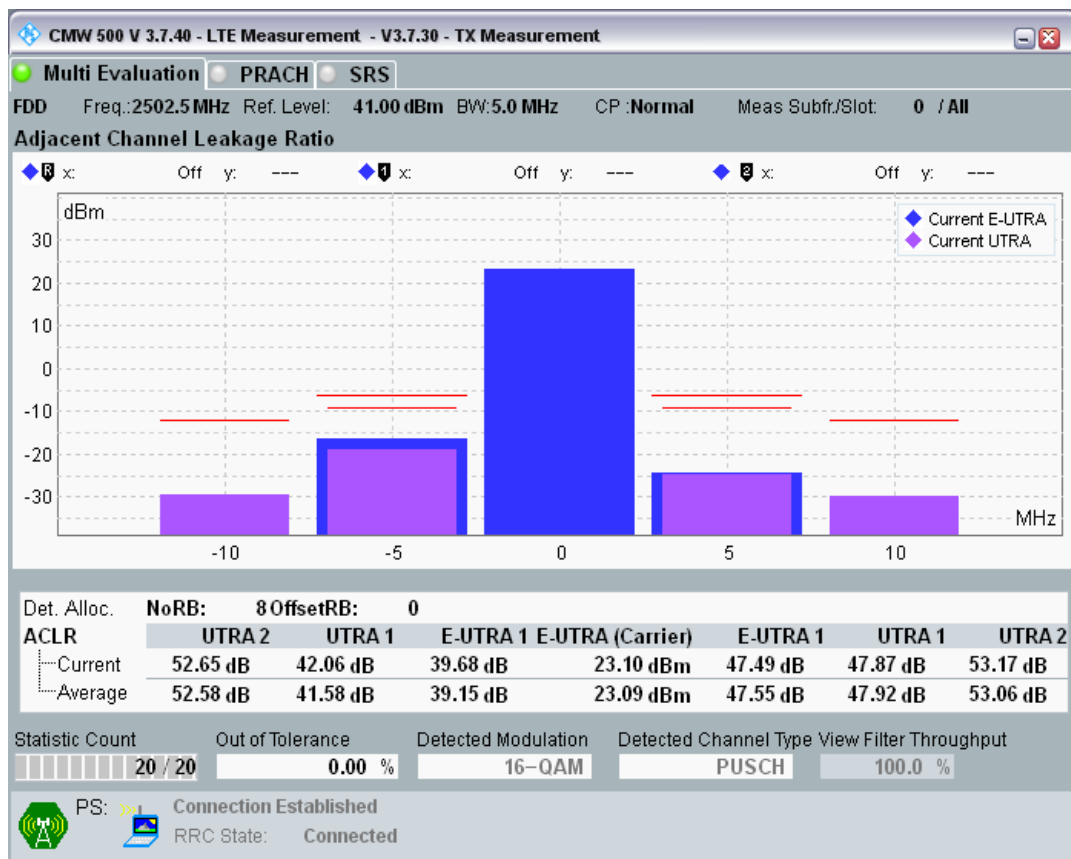 CMW 500 V 3.7.40 - LTE Measurement - V3.7.30 - TX Measurement
Multi Evaluation PRACH SRS
FDD Freq.:2502.5 MHz Ref. Level: 41.00 dBm BW:5.0 MHz CP :Normal Meas Subfr./Slot: 0 / All
Adjacent Channel Leakage Ratio
R x: Off y: --- 1 x: Off y: --- 2 x: Off y: ---
dBm
Current E-UTRA
Current UTRA
30
20
10
0
-10
-20
-30
MHz
-10 -5 0 5 10
Det. Alloc. NoRB: 8 OffsetRB: 0
ACLR UTRA 2 UTRA 1 E-UTRA 1 E-UTRA (Carrier) E-UTRA 1 UTRA 1 UTRA 2
Current 52.65 dB 42.06 dB 39.68 dB 23.10 dBm 47.49 dB 47.87 dB 53.17 dB
Average 52.58 dB 41.58 dB 39.15 dB 23.09 dBm 47.55 dB 47.92 dB 53.06 dB
Statistic Count Out of Tolerance Detected Modulation Detected Channel Type View Filter Throughput
20 / 20 0.00 % 16-QAM PUSCH 100.0 %
PS: Connection Established
RRC State: Connected